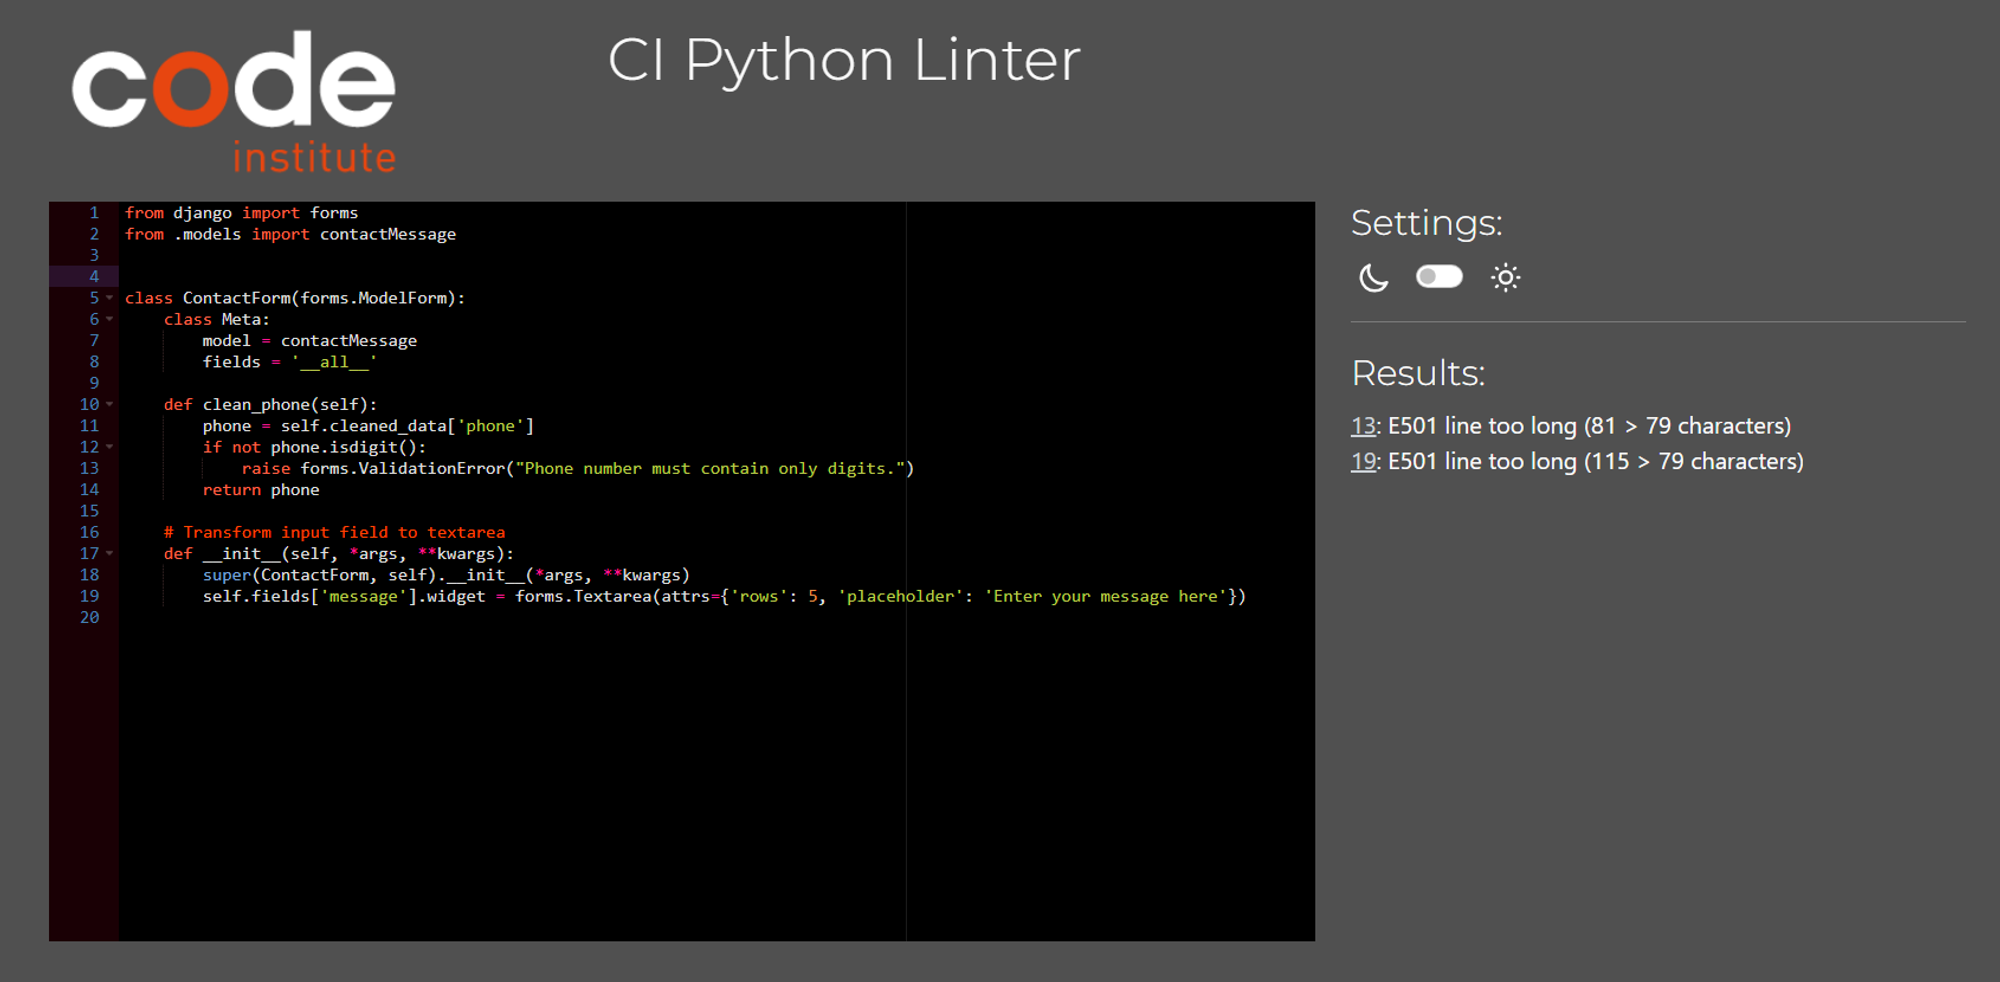 code
institute
CI Python Linter
1 from django import forms
2 from .models import contactMessage
3
4
5 class ContactForm(forms.ModelForm):
6     class Meta:
7         model = contactMessage
8         fields = '__all__'
9
10     def clean_phone(self):
11         phone = self.cleaned_data['phone']
12         if not phone.isdigit():
13             raise forms.ValidationError("Phone number must contain only digits.")
14         return phone
15
16     # Transform input field to textarea
17     def __init__(self, *args, **kwargs):
18         super(ContactForm, self).__init__(*args, **kwargs)
19         self.fields['message'].widget = forms.Textarea(attrs={'rows': 5, 'placeholder': 'Enter your message here'})
20
Settings:
Results:
13: E501 line too long (81 > 79 characters)
19: E501 line too long (115 > 79 characters)